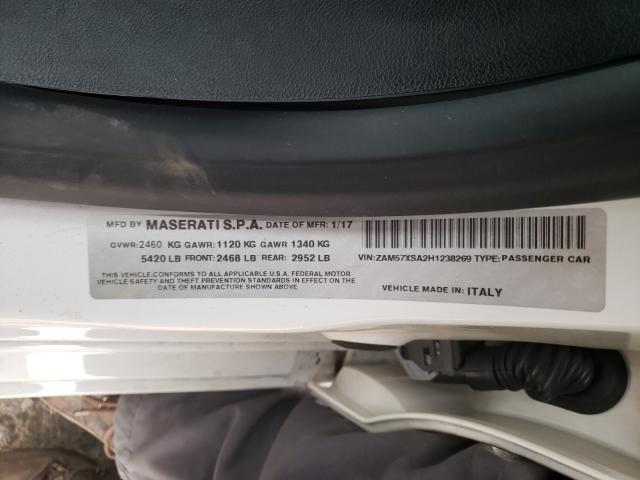 MFD BY MASERATI S.P.A. DATE OF MFR: 1/17
GVWR:2460 KG GAWR:1120 KG GAWR 1340 KG
5420 LB FRONT:2468 LB REAR: 2952 LB
THIS VEHICLE.CONFORMS TO ALL APPLICABLE U.S.A. FEDERAL MOTOR
VEHICLE SAFETY AND THEFT PREVENTION STANDARDS IN EFFECT ON THE
DATE OF MANUFACTURE SHOWN ABOVE
VIN:ZAM57XSA2H1238269 TYPE:PASSENGER CAR
VEHICLE MADE IN: ITALY